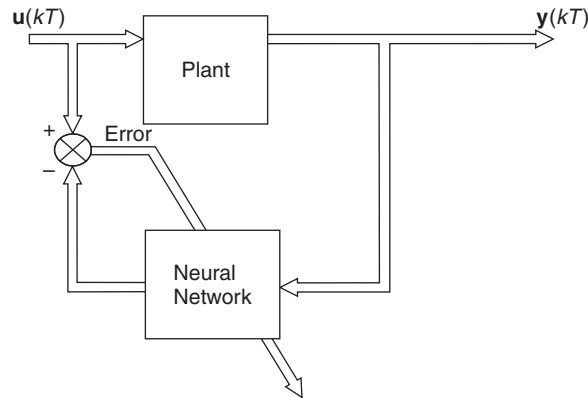 u(kT)
y(kT)
Plant
+
Error
−
Neural
Network